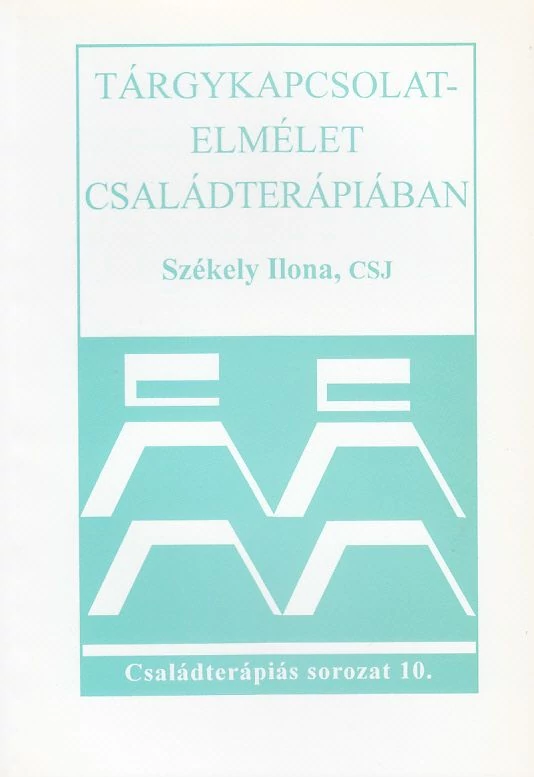 TÁRGYKAPCSOLAT-
ELMÉLET
CSALÁDTERÁPIÁBAN
Székely Ilona, CSJ
Családterápiás sorozat 10.